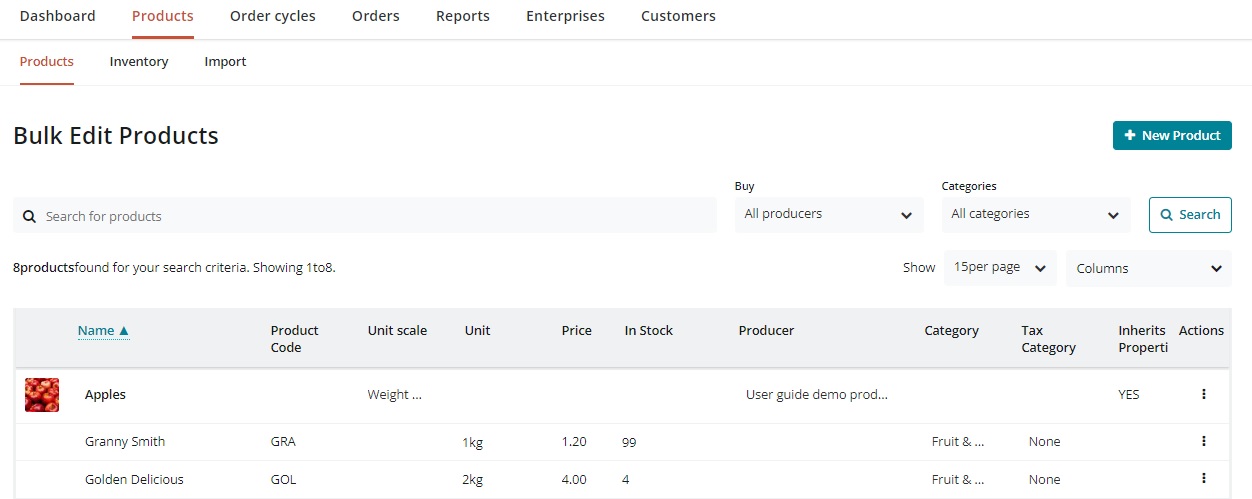 Dashboard Products Order cycles Orders Reports Enterprises Customers
Products Inventory Import
Bulk Edit Products
New Product
Buy Categories
Search for products All producers All categories Search
8productsfound for your search criteria. Showing 1to8. Show 15per page Columns
Name ▲ Product Unit scale Unit Price In Stock Producer Category Tax Inherits Actions
Code Category Properti
Apples Weight ... User guide demo prod... YES
Granny Smith GRA 1kg 1.20 99 Fruit & ... None
Golden Delicious GOL 2kg 4.00 4 Fruit & ... None